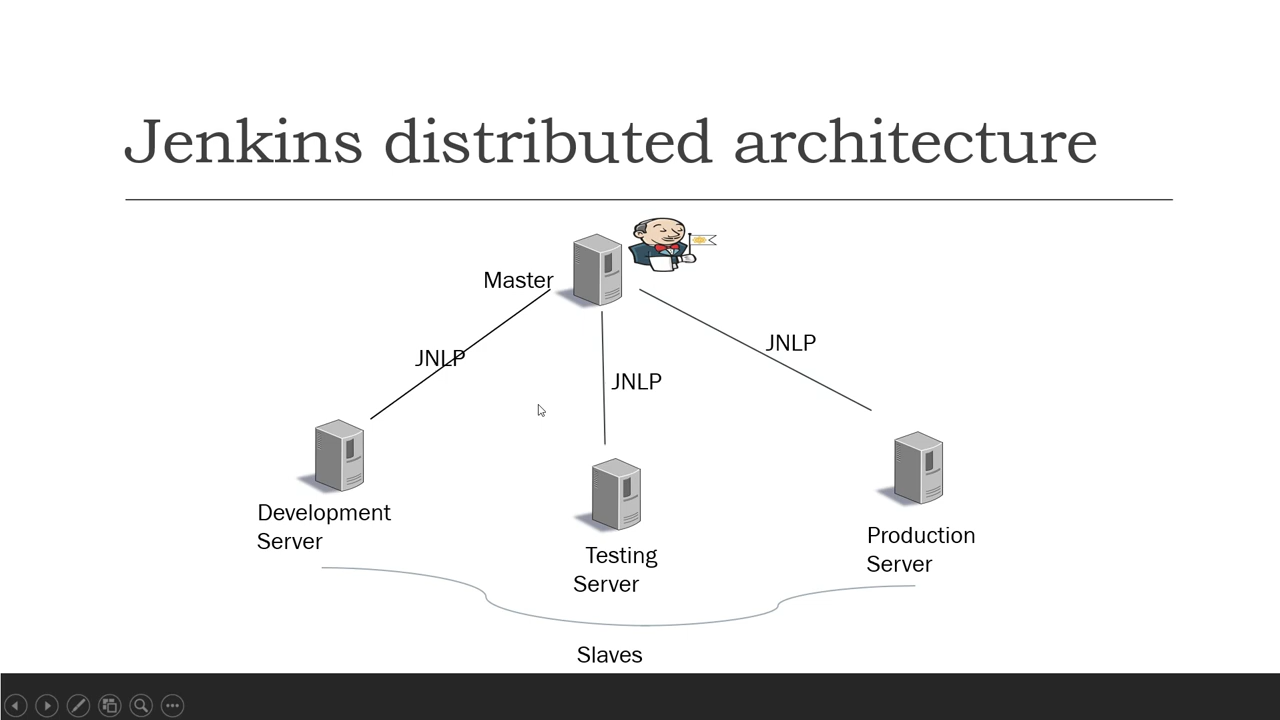 Jenkins distributed architecture
Master
JNLP
JNLP
JNLP
Development
Server
Testing
Server
Production
Server
Slaves